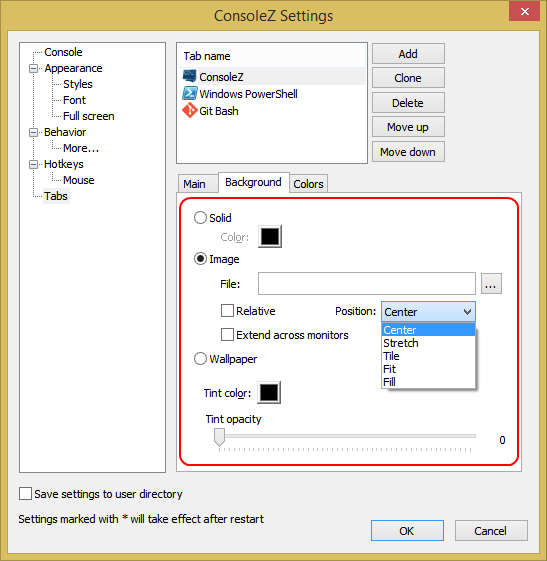 ConsoleZ Settings
Console
Appearance
Styles
Font
Full screen
Behavior
More...
Hotkeys
Mouse
Tabs
Tab name
ConsoleZ
Windows PowerShell
Git Bash
Add
Clone
Delete
Move up
Move down
Main Background Colors
Solid
Color:
Image
File: ...
Relative Position: Center
Center
Extend across monitors
Stretch
Tile
Fit
Fill
Wallpaper
Tint color:
Tint opacity
0
Save settings to user directory
Settings marked with * will take effect after restart
OK Cancel